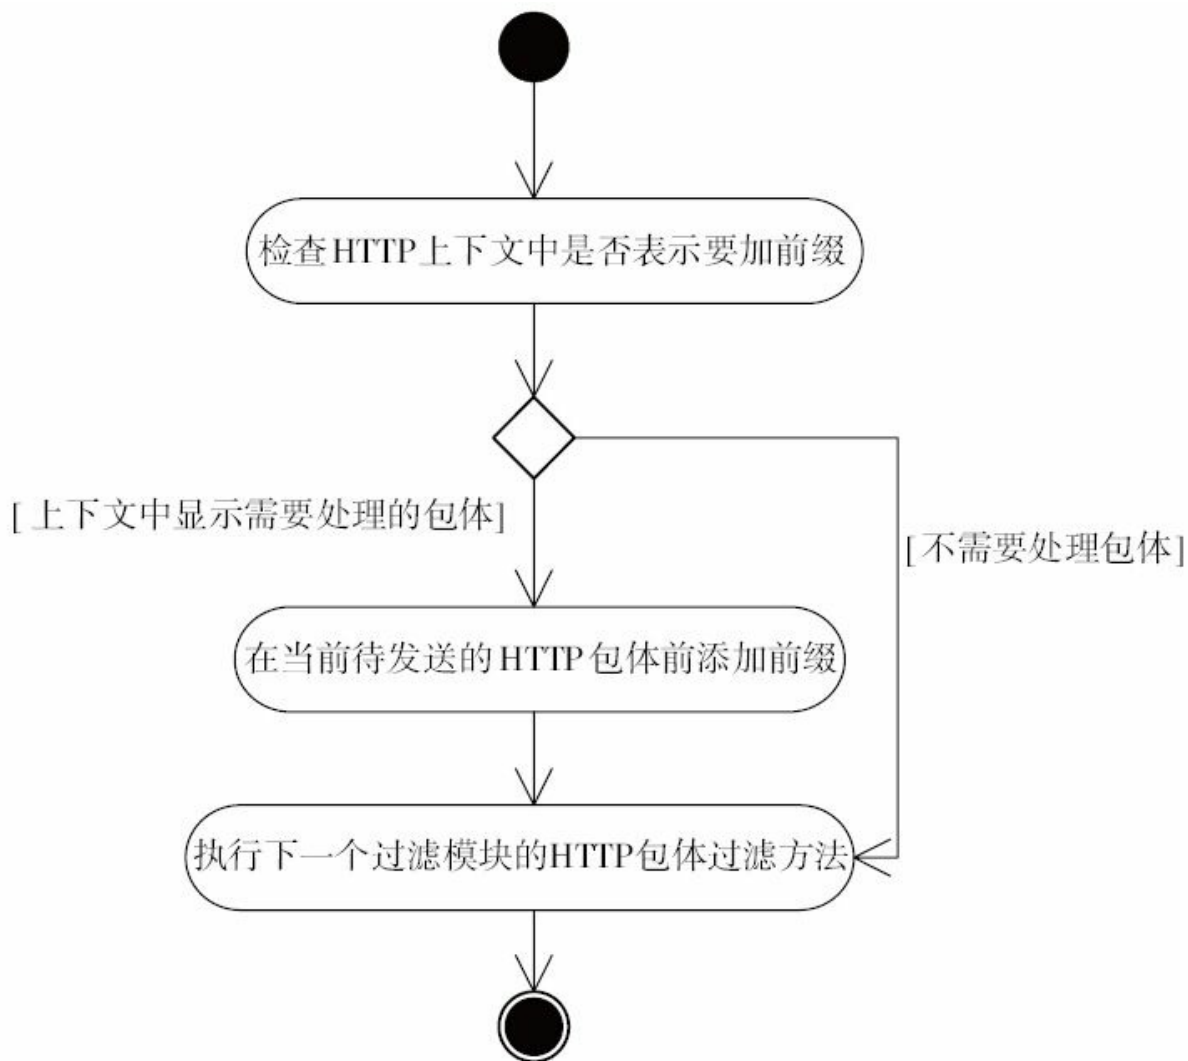 检查HTTP上下文中是否表示要加前缀
[上下文中显示需要处理的包体]
[不需要处理包体]
在当前待发送的HTTP包体前添加前缀
执行下一个过滤模块的HTTP包体过滤方法